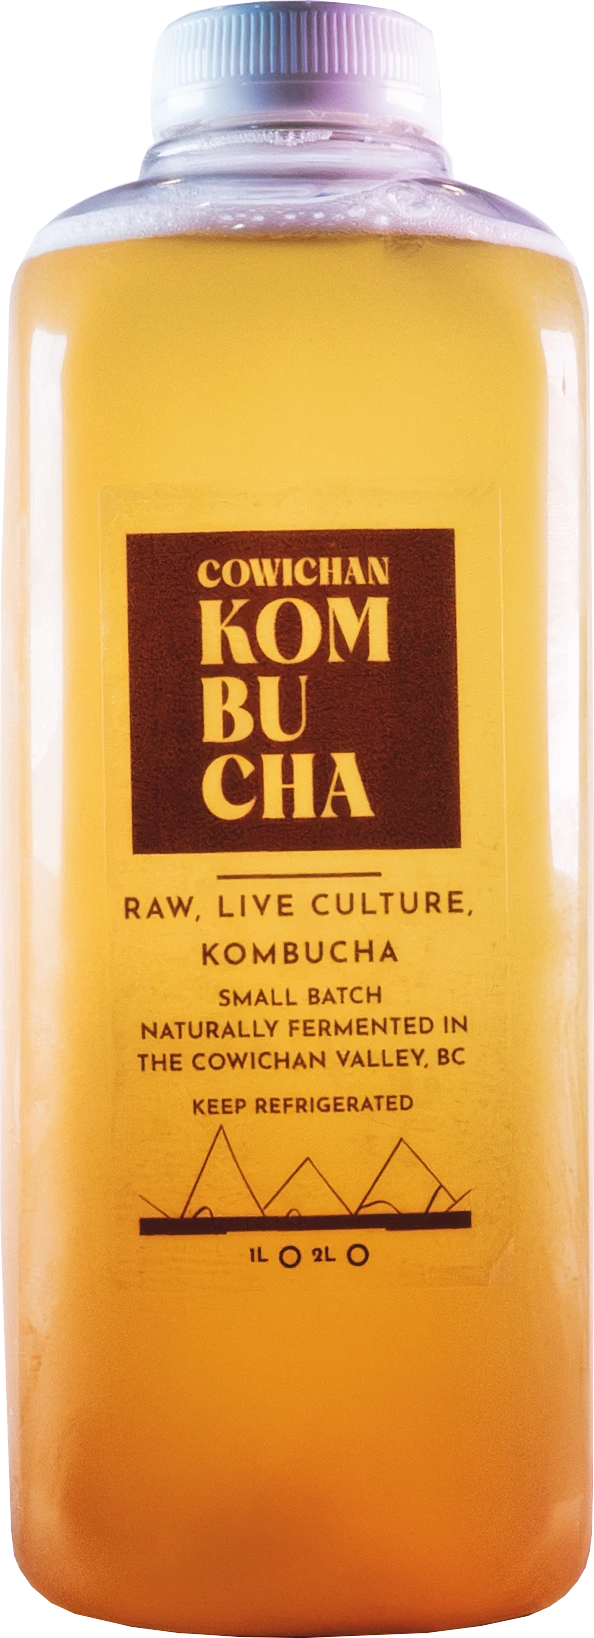 COWICHAN
KOM
BU
CHA
RAW, LIVE CULTURE,
KOMBUCHA
SMALL BATCH
NATURALLY FERMENTED IN
THE COWICHAN VALLEY, BC
KEEP REFRIGERATED
1L O 2L O